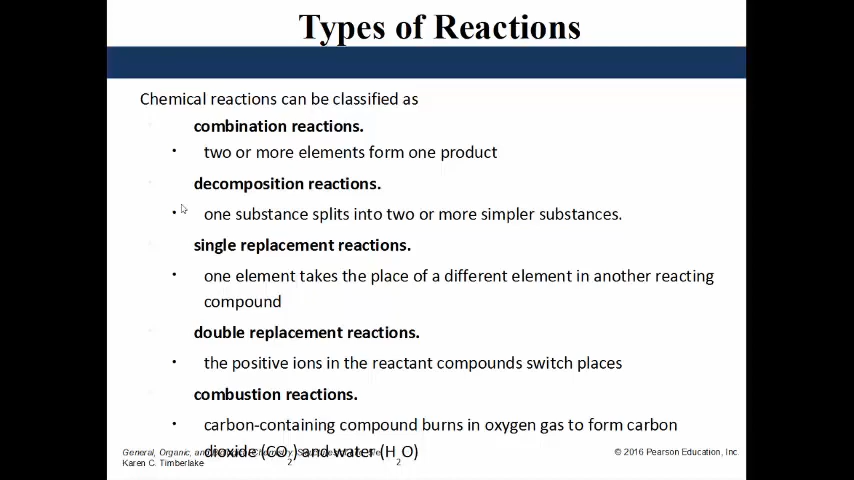 Types of Reactions
Chemical reactions can be classified as
combination reactions.
• two or more elements form one product
decomposition reactions.
• one substance splits into two or more simpler substances.
single replacement reactions.
• one element takes the place of a different element in another reacting
compound
double replacement reactions.
• the positive ions in the reactant compounds switch places
combustion reactions.
• carbon-containing compound burns in oxygen gas to form carbon
dioxide (CO2) and water (H2O)
General, Organic, and
Karen C. Timberlake
© 2016 Pearson Education, Inc.